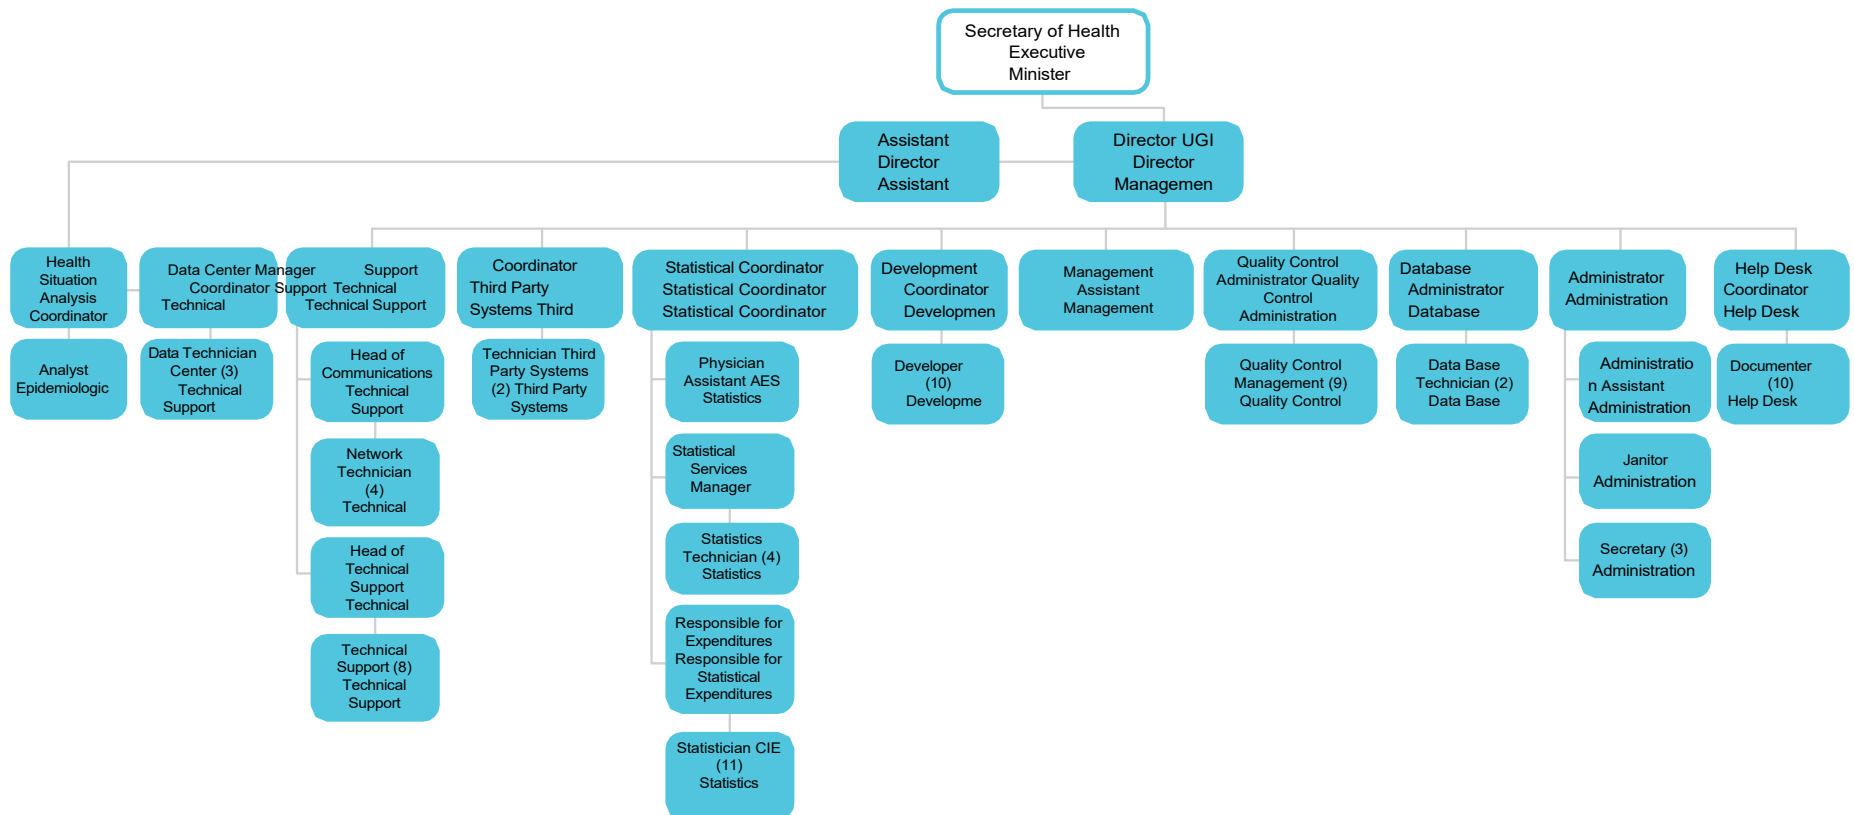 Secretary of Health
Executive
Minister
Assistant
Director
Assistant
Director UGI
Director
Managemen
Health
Situation
Analysis
Coordinator
Data Center Manager
Coordinator Support
Technical
Support
Technical
Technical Support
Coordinator
Third Party
Systems Third
Statistical Coordinator
Statistical Coordinator
Statistical Coordinator
Development
Coordinator
Developmen
Management
Assistant
Management
Quality Control
Administrator Quality
Control
Administration
Database
Administrator
Database
Administrator
Administration
Help Desk
Coordinator
Help Desk
Analyst
Epidemiologic
Data Technician
Center (3)
Technical
Support
Head of
Communications
Technical
Support
Network
Technician
(4)
Technical
Head of
Technical
Support
Technical
Technical
Support (8)
Technical
Support
Technician Third
Party Systems
(2) Third Party
Systems
Physician
Assistant AES
Statistics
Statistical
Services
Manager
Statistics
Technician (4)
Statistics
Responsible for
Expenditures
Responsible for
Statistical
Expenditures
Statistician CIE
(11)
Statistics
Developer
(10)
Developme
Quality Control
Management (9)
Quality Control
Data Base
Technician (2)
Data Base
Administratio
n Assistant
Administration
Janitor
Administration
Secretary (3)
Administration
Documenter
(10)
Help Desk